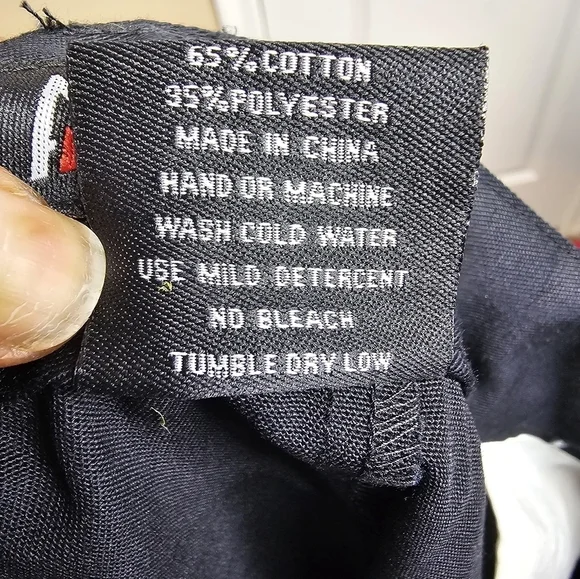 65% COTTON
35% POLYESTER
MADE IN CHINA
HAND OR MACHINE
WASH COLD WATER
USE MILD DETERCENT
NO BLEACH
TUMBLE DRY LOW